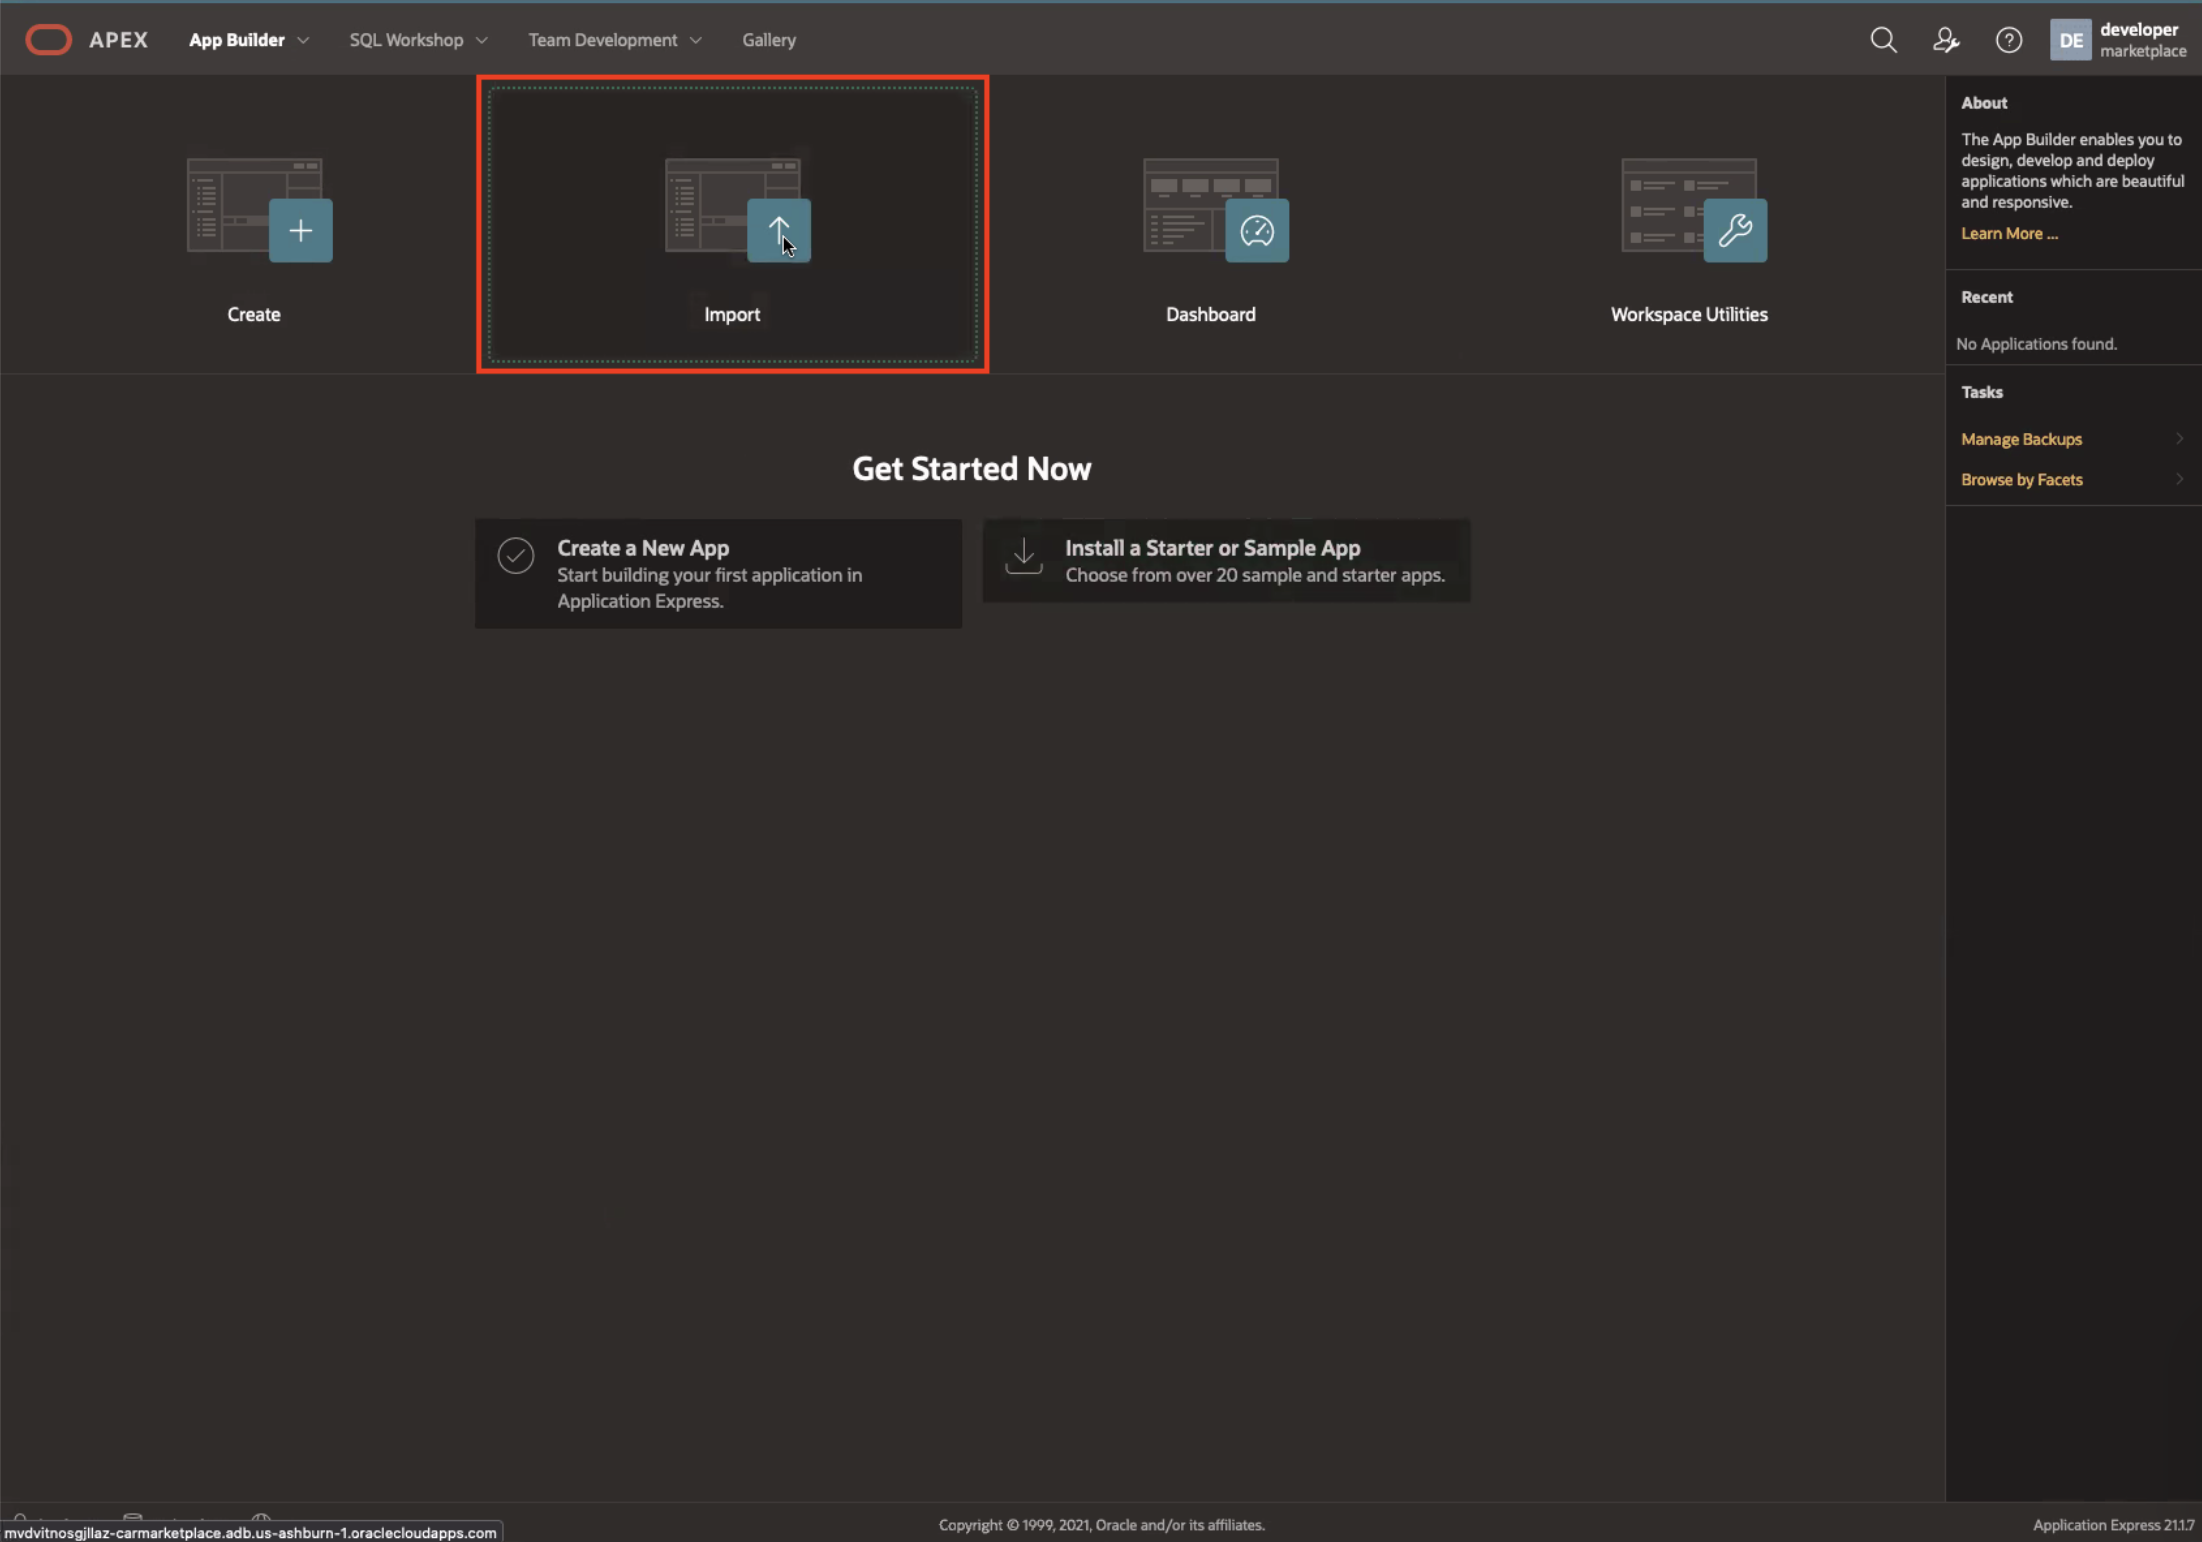 APEX
App Builder
SQL Workshop
Team Development
Gallery
DE
developer
marketplace
Create
Import
Dashboard
Workspace Utilities
About
The App Builder enables you to
design, develop and deploy
applications which are beautiful
and responsive.
Learn More ...
Recent
No Applications found.
Tasks
Manage Backups
Browse by Facets
Get Started Now
Create a New App
Start building your first application in
Application Express.
Install a Starter or Sample App
Choose from over 20 sample and starter apps.
mvdvitnosgjllaz-carmarketplace.adb.us-ashburn-1.oraclecloudapps.com
Copyright © 1999, 2021, Oracle and/or its affiliates.
Application Express 21.1.7